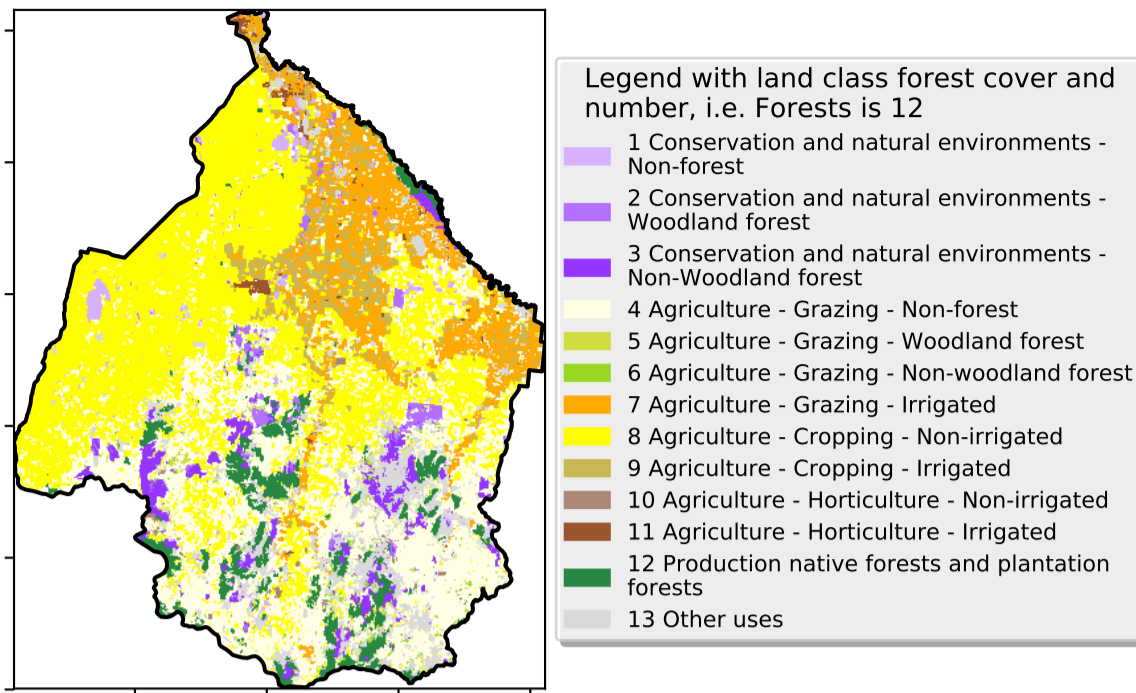 Legend with land class forest cover and
number, i.e. Forests is 12
1 Conservation and natural environments -
Non-forest
2 Conservation and natural environments -
Woodland forest
3 Conservation and natural environments -
Non-Woodland forest
4 Agriculture - Grazing - Non-forest
5 Agriculture - Grazing - Woodland forest
6 Agriculture - Grazing - Non-woodland forest
7 Agriculture - Grazing - Irrigated
8 Agriculture - Cropping - Non-irrigated
9 Agriculture - Cropping - Irrigated
10 Agriculture - Horticulture - Non-irrigated
11 Agriculture - Horticulture - Irrigated
12 Production native forests and plantation
forests
13 Other uses